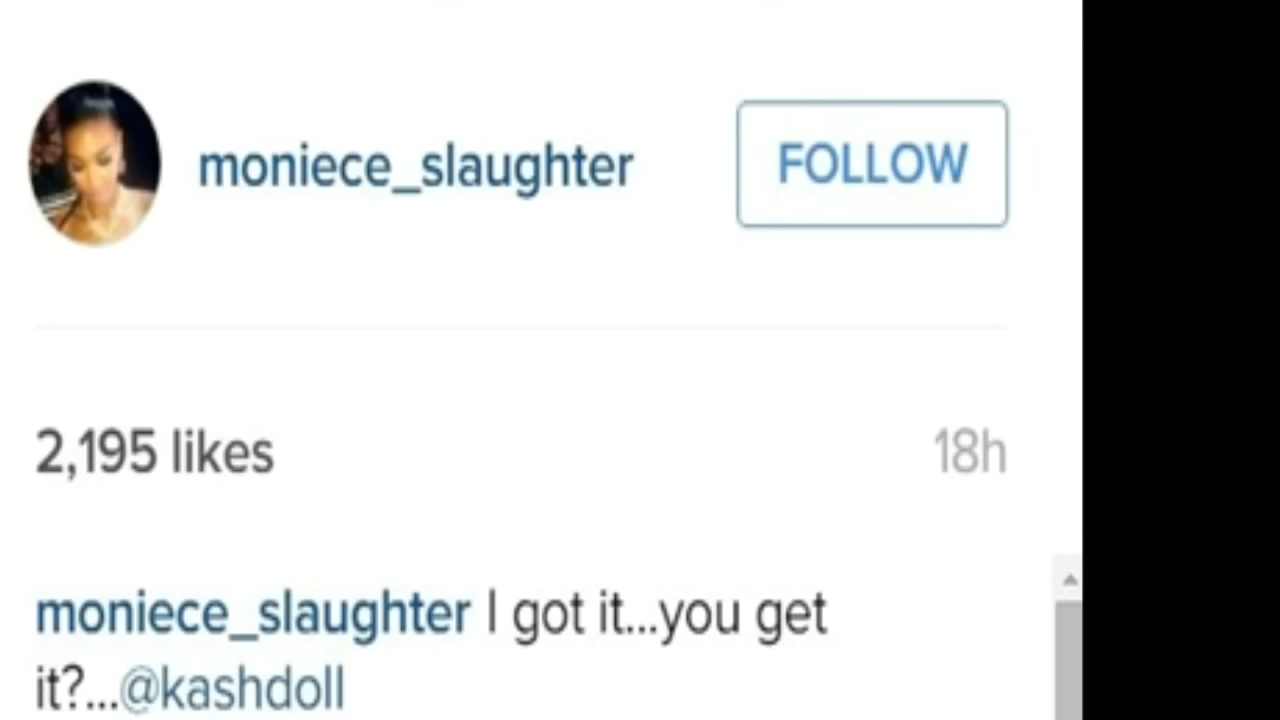 moniece_slaughter
FOLLOW
2,195 likes
18h
moniece_slaughter I got it...you get
it?...@kashdoll